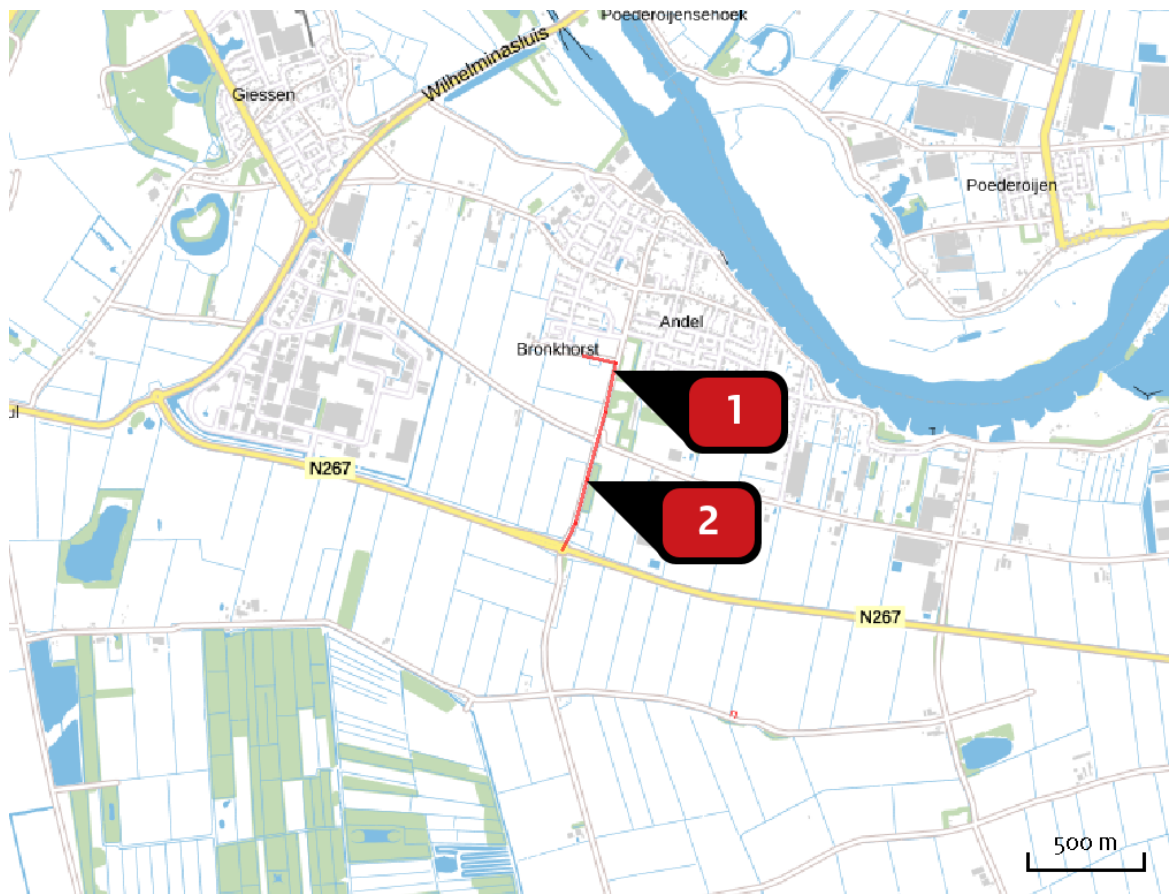 Poederoijensehoek
Wilhelminasluis
Giessen
Poederoijen
Andel
Bronkhorst
1
N267
2
N267
500 m